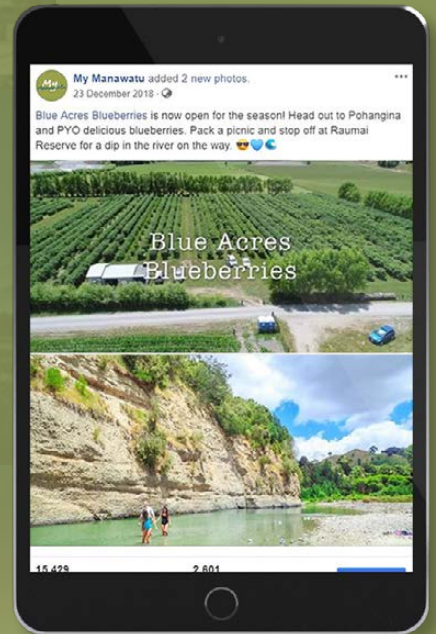 My
My Manawatu added 2 new photos.
23 December 2018 ·
Blue Acres Blueberries is now open for the season! Head out to Pohangina
and PYO delicious blueberries. Pack a picnic and stop off at Raumai
Reserve for a dip in the river on the way. 😎💙🌊
Blue Acres
Blueberries
15,429 2,601